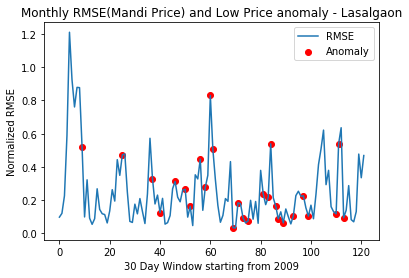 Monthly RMSE(Mandi Price) and Low Price anomaly - Lasalgaon
RMSE
Anomaly
Normalized RMSE
1.2
1.0
0.8
0.6
0.4
0.2
0.0
0 20 40 60 80 100 120
30 Day Window starting from 2009